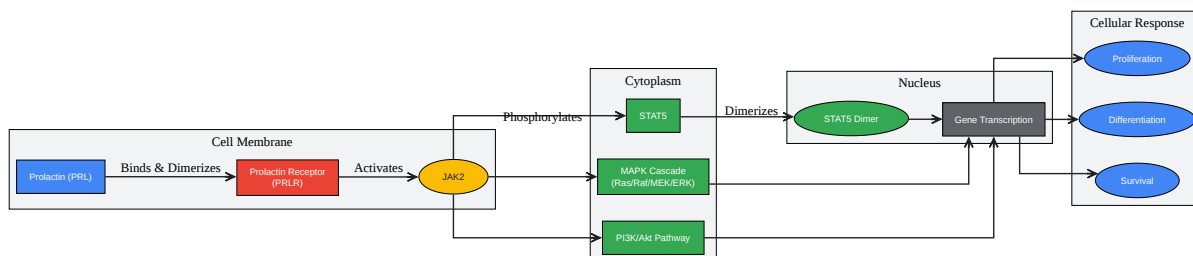 Cell Membrane
Prolactin (PRL)
Binds & Dimerizes
Prolactin Receptor
(PRLR)
Activates
JAK2
Phosphorylates
Cytoplasm
STAT5
MAPK Cascade
(Ras/Raf/MEK/ERK)
PI3K/Akt Pathway
Dimerizes
Nucleus
STAT5 Dimer
Gene Transcription
Cellular Response
Proliferation
Differentiation
Survival